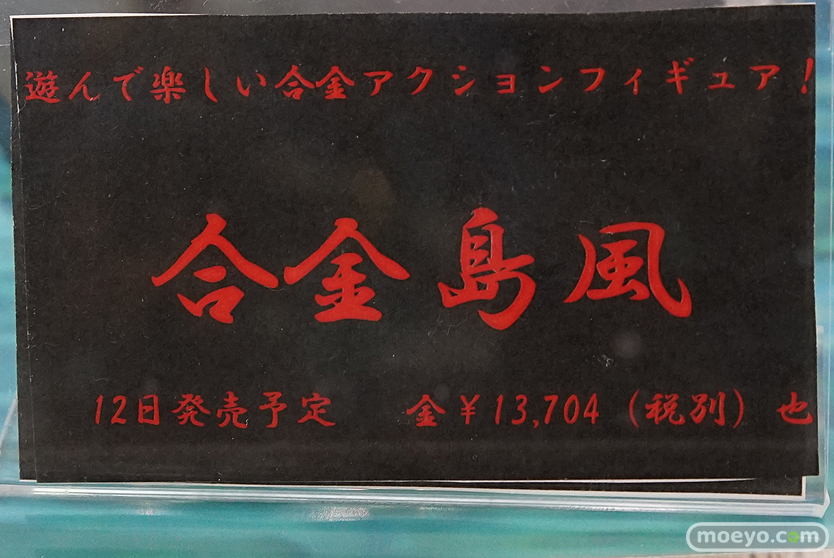 遊んで楽しい合金アクションフィギュア!
合金島風
12日発売予定　金¥13,704（税別）也
moeyo.com